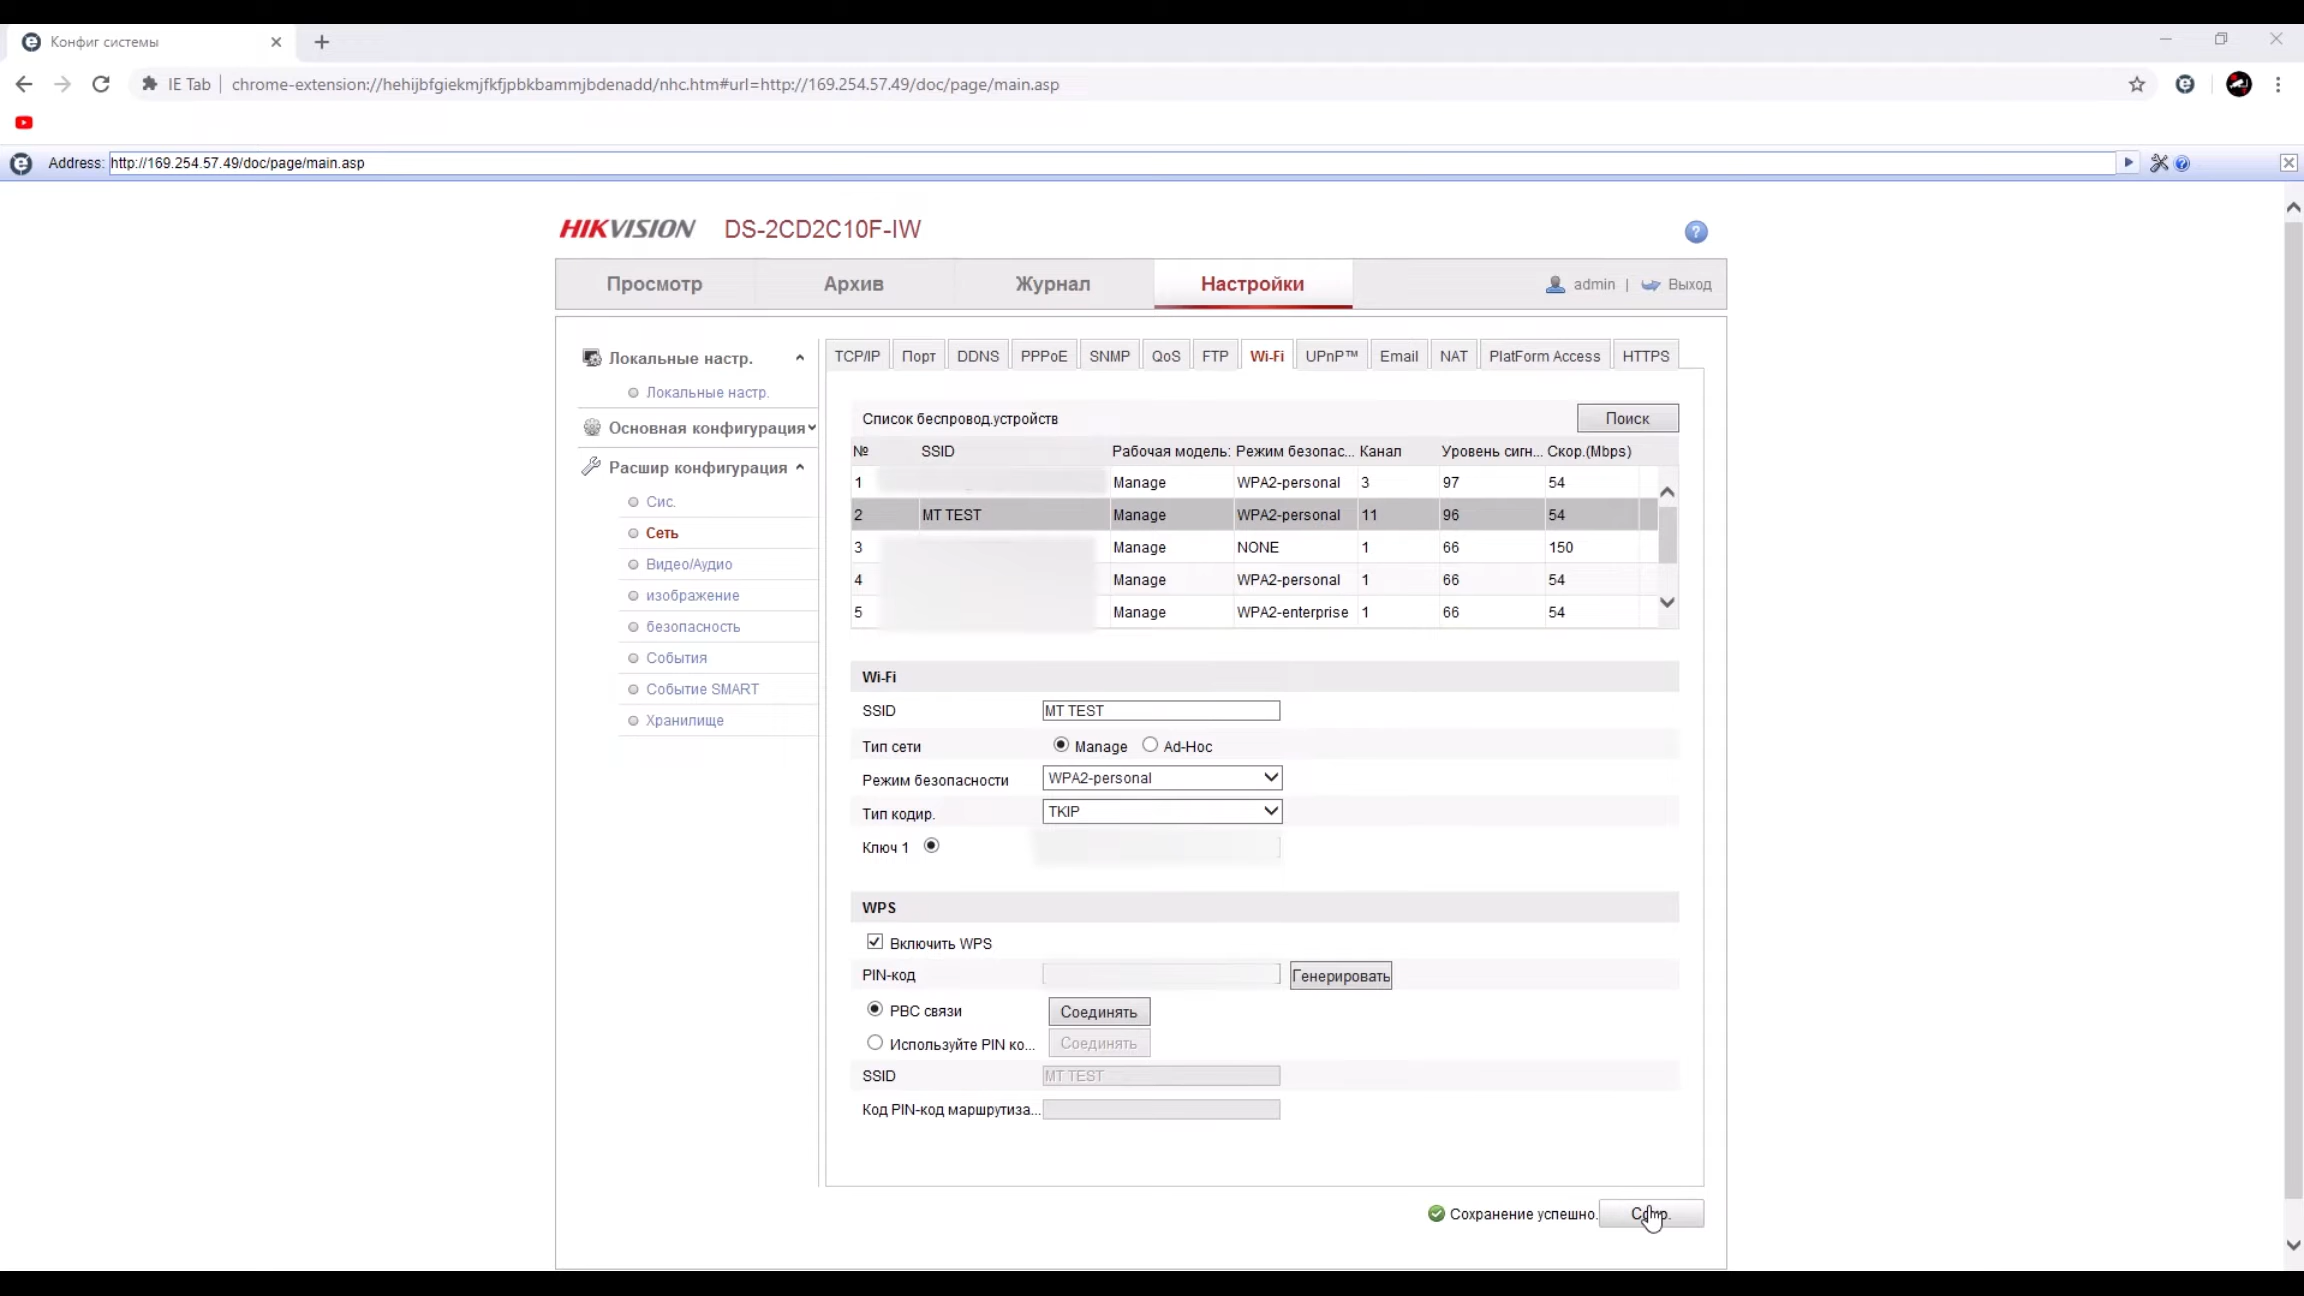 Конфиг системы
IE Tab chrome-extension://hehijbfgiekmjfkfjpbkbammjbdenadd/nhc.htm#url=http://169.254.57.49/doc/page/main.asp
Address: http://169.254.57.49/doc/page/main.asp
HIKVISION DS-2CD2C10F-IW
Просмотр Архив Журнал Настройки admin | Выход
Локальные настр.
Локальные настр.
Основная конфигурация
Расшир конфигурация
Сис.
Сеть
Видео/Аудио
изображение
безопасность
События
Событие SMART
Хранилище
TCP/IP Порт DDNS PPPoE SNMP QoS FTP Wi-Fi UPnP™ Email NAT PlatForm Access HTTPS
Список беспровод.устройств Поиск
№ SSID Рабочая модель: Режим безопас... Канал Уровень сигн... Скор.(Mbps)
1 Manage WPA2-personal 3 97 54
2 MT TEST Manage WPA2-personal 11 96 54
3 Manage NONE 1 66 150
4 Manage WPA2-personal 1 66 54
5 Manage WPA2-enterprise 1 66 54
Wi-Fi
SSID MT TEST
Тип сети Manage Ad-Hoc
Режим безопасности WPA2-personal
Тип кодир. TKIP
Ключ 1
WPS
Включить WPS
PIN-код Генерировать
PBC связи Соединять
Используйте PIN ко... Соединять
SSID MT TEST
Код PIN-код маршрутиза...
Сохранение успешно.